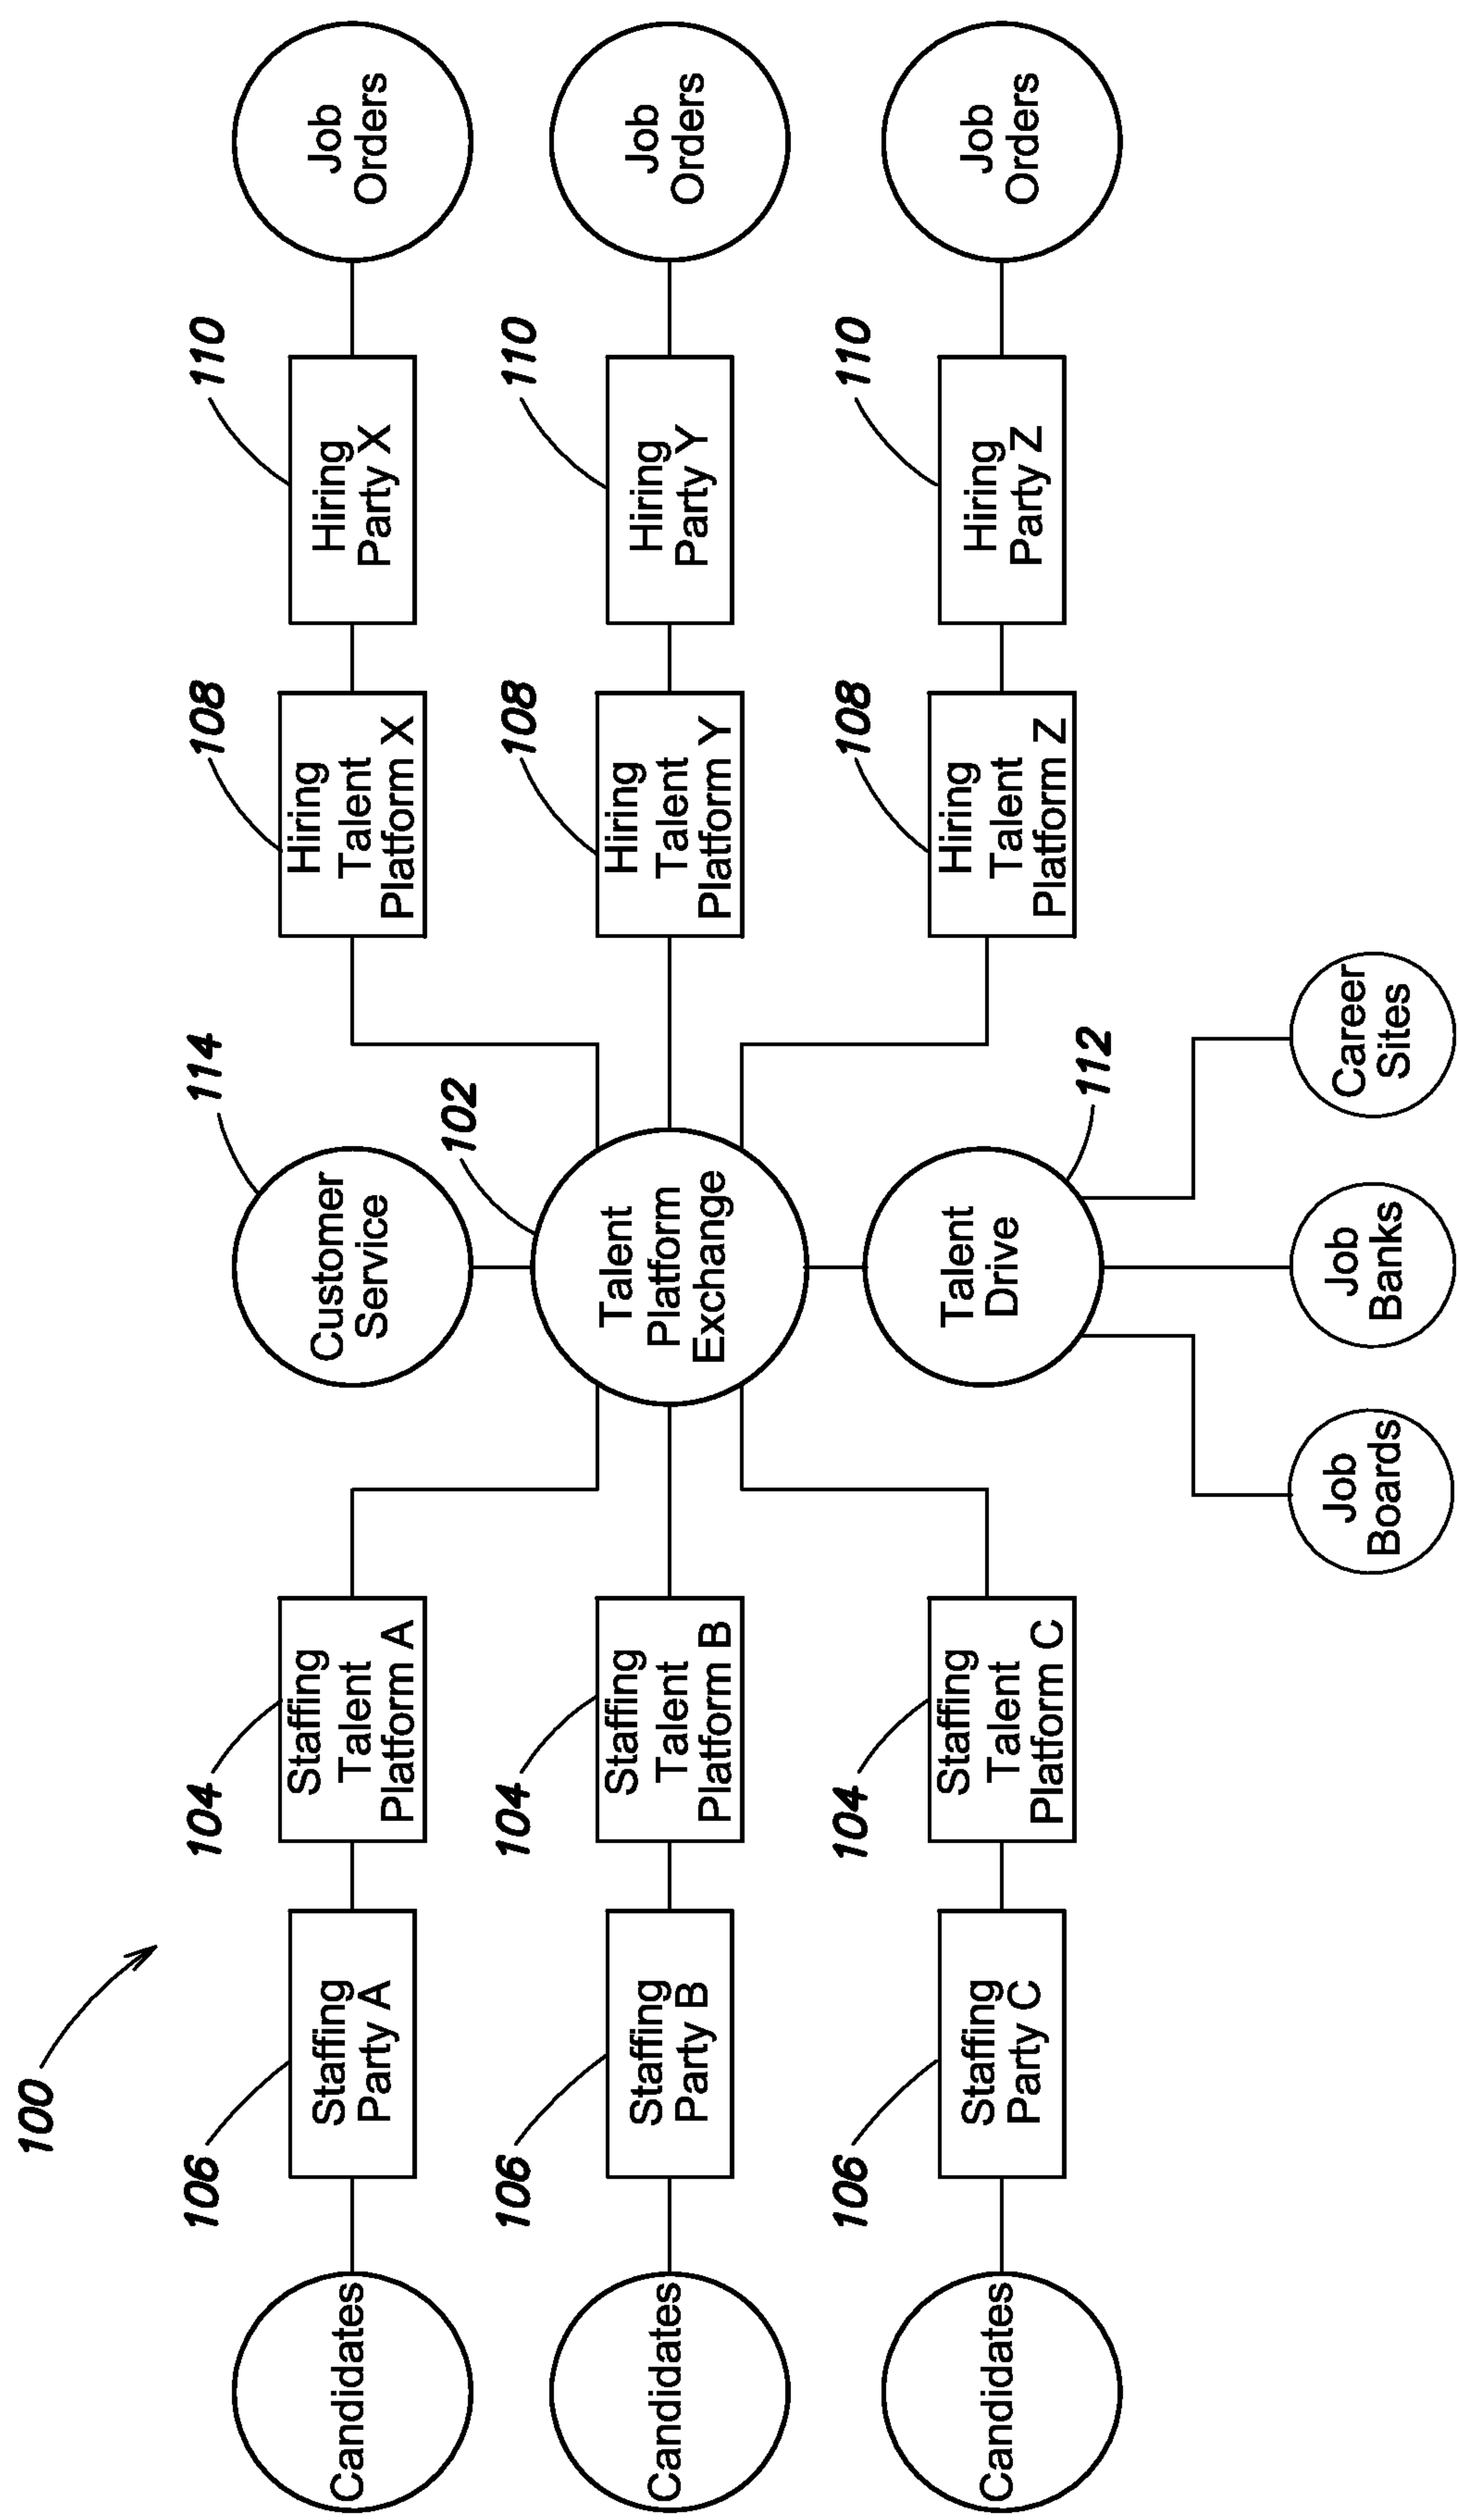 100
106
104
114
108
110
Candidates
Staffing
Party A
Staffing
Talent
Platform A
Customer
Service
Hiring
Talent
Platform X
Hiring
Party X
Job
Orders
106
104
102
108
110
Candidates
Staffing
Party B
Staffing
Talent
Platform B
Talent
Platform
Exchange
Hiring
Talent
Platform Y
Hiring
Party Y
Job
Orders
106
104
108
110
Candidates
Staffing
Party C
Staffing
Talent
Platform C
Talent
Drive
Hiring
Talent
Platform Z
Hiring
Party Z
Job
Orders
112
Job
Boards
Job
Banks
Career
Sites